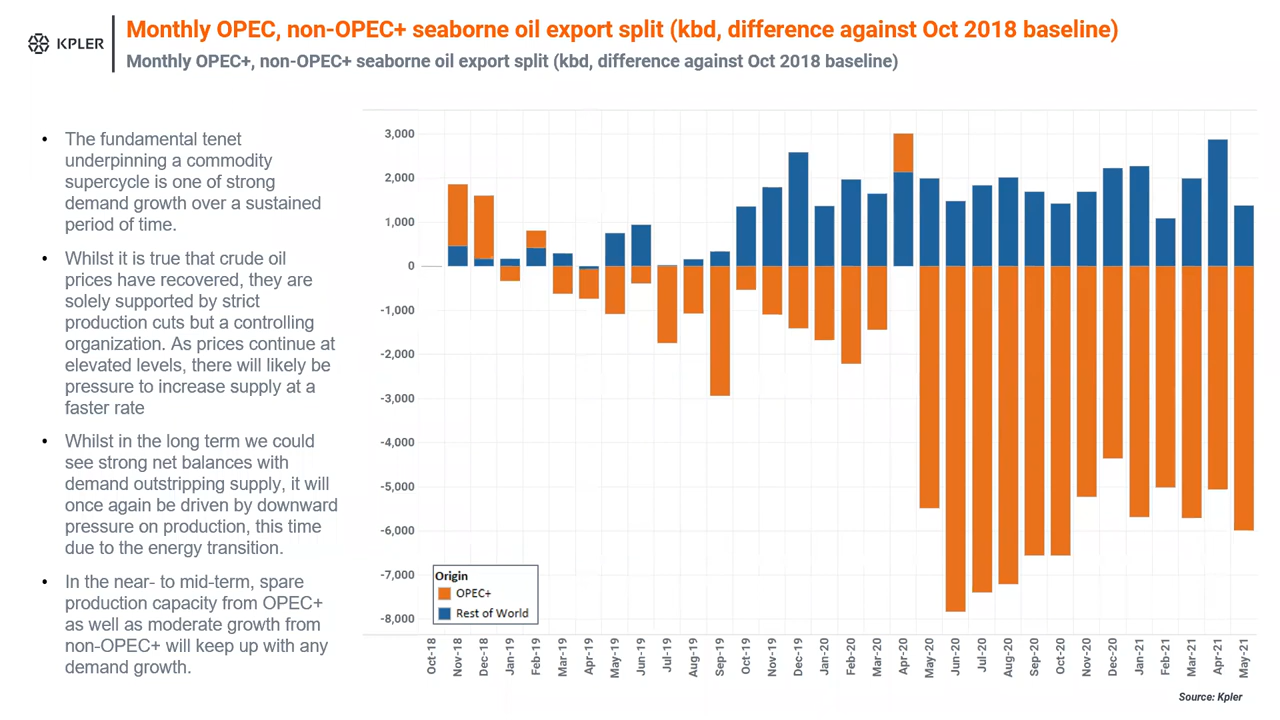 KPLER
Monthly OPEC, non-OPEC+ seaborne oil export split (kbd, difference against Oct 2018 baseline)
Monthly OPEC+, non-OPEC+ seaborne oil export split (kbd, difference against Oct 2018 baseline)
• The fundamental tenet
underpinning a commodity
supercycle is one of strong
demand growth over a sustained
period of time.
• Whilst it is true that crude oil
prices have recovered, they are
solely supported by strict
production cuts but a controlling
organization. As prices continue at
elevated levels, there will likely be
pressure to increase supply at a
faster rate
• Whilst in the long term we could
see strong net balances with
demand outstripping supply, it will
once again be driven by downward
pressure on production, this time
due to the energy transition.
• In the near- to mid-term, spare
production capacity from OPEC+
as well as moderate growth from
non-OPEC+ will keep up with any
demand growth.
3,000
2,000
1,000
0
-1,000
-2,000
-3,000
-4,000
-5,000
-6,000
-7,000
-8,000
Origin
OPEC+
Rest of World
Oct-18
Nov-18
Dec-18
Jan-19
Feb-19
Mar-19
Apr-19
May-19
Jun-19
Jul-19
Aug-19
Sep-19
Oct-19
Nov-19
Dec-19
Jan-20
Feb-20
Mar-20
Apr-20
May-20
Jun-20
Jul-20
Aug-20
Sep-20
Oct-20
Nov-20
Dec-20
Jan-21
Feb-21
Mar-21
Apr-21
May-21
Source: Kpler